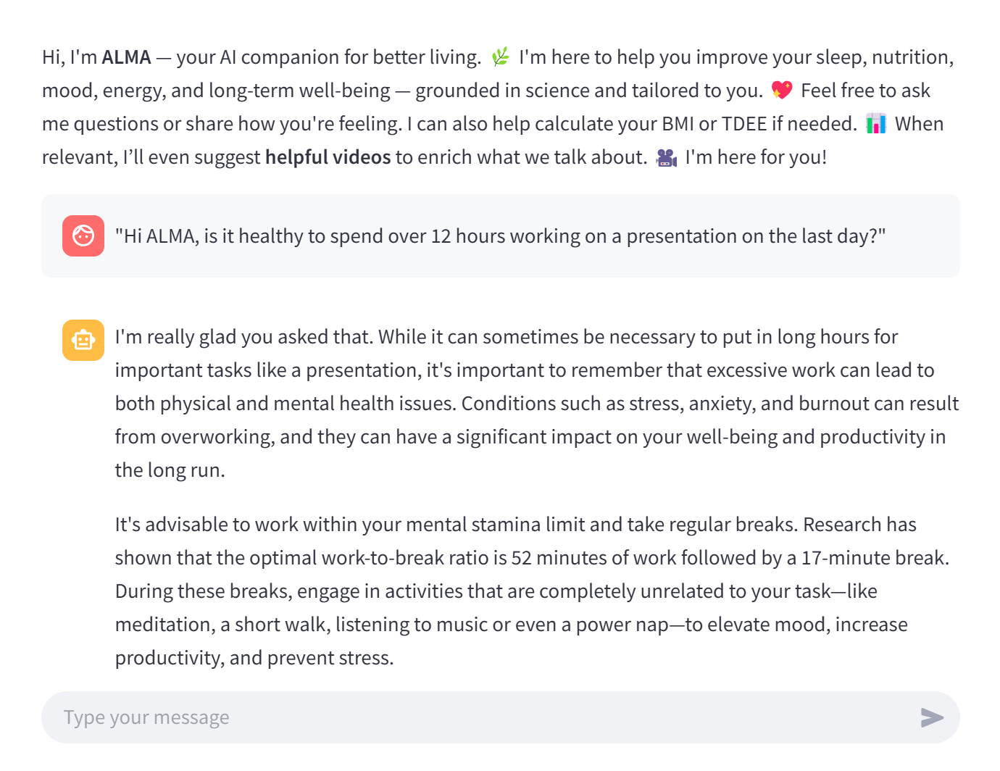 Hi, I'm ALMA — your AI companion for better living. 🌿 I'm here to help you improve your sleep, nutrition,
mood, energy, and long-term well-being — grounded in science and tailored to you. 💖 Feel free to ask
me questions or share how you're feeling. I can also help calculate your BMI or TDEE if needed. 📊 When
relevant, I’ll even suggest helpful videos to enrich what we talk about. 🎥 I'm here for you!
"Hi ALMA, is it healthy to spend over 12 hours working on a presentation on the last day?"
I'm really glad you asked that. While it can sometimes be necessary to put in long hours for
important tasks like a presentation, it's important to remember that excessive work can lead to
both physical and mental health issues. Conditions such as stress, anxiety, and burnout can result
from overworking, and they can have a significant impact on your well-being and productivity in
the long run.
It's advisable to work within your mental stamina limit and take regular breaks. Research has
shown that the optimal work-to-break ratio is 52 minutes of work followed by a 17-minute break.
During these breaks, engage in activities that are completely unrelated to your task—like
meditation, a short walk, listening to music or even a power nap—to elevate mood, increase
productivity, and prevent stress.
Type your message